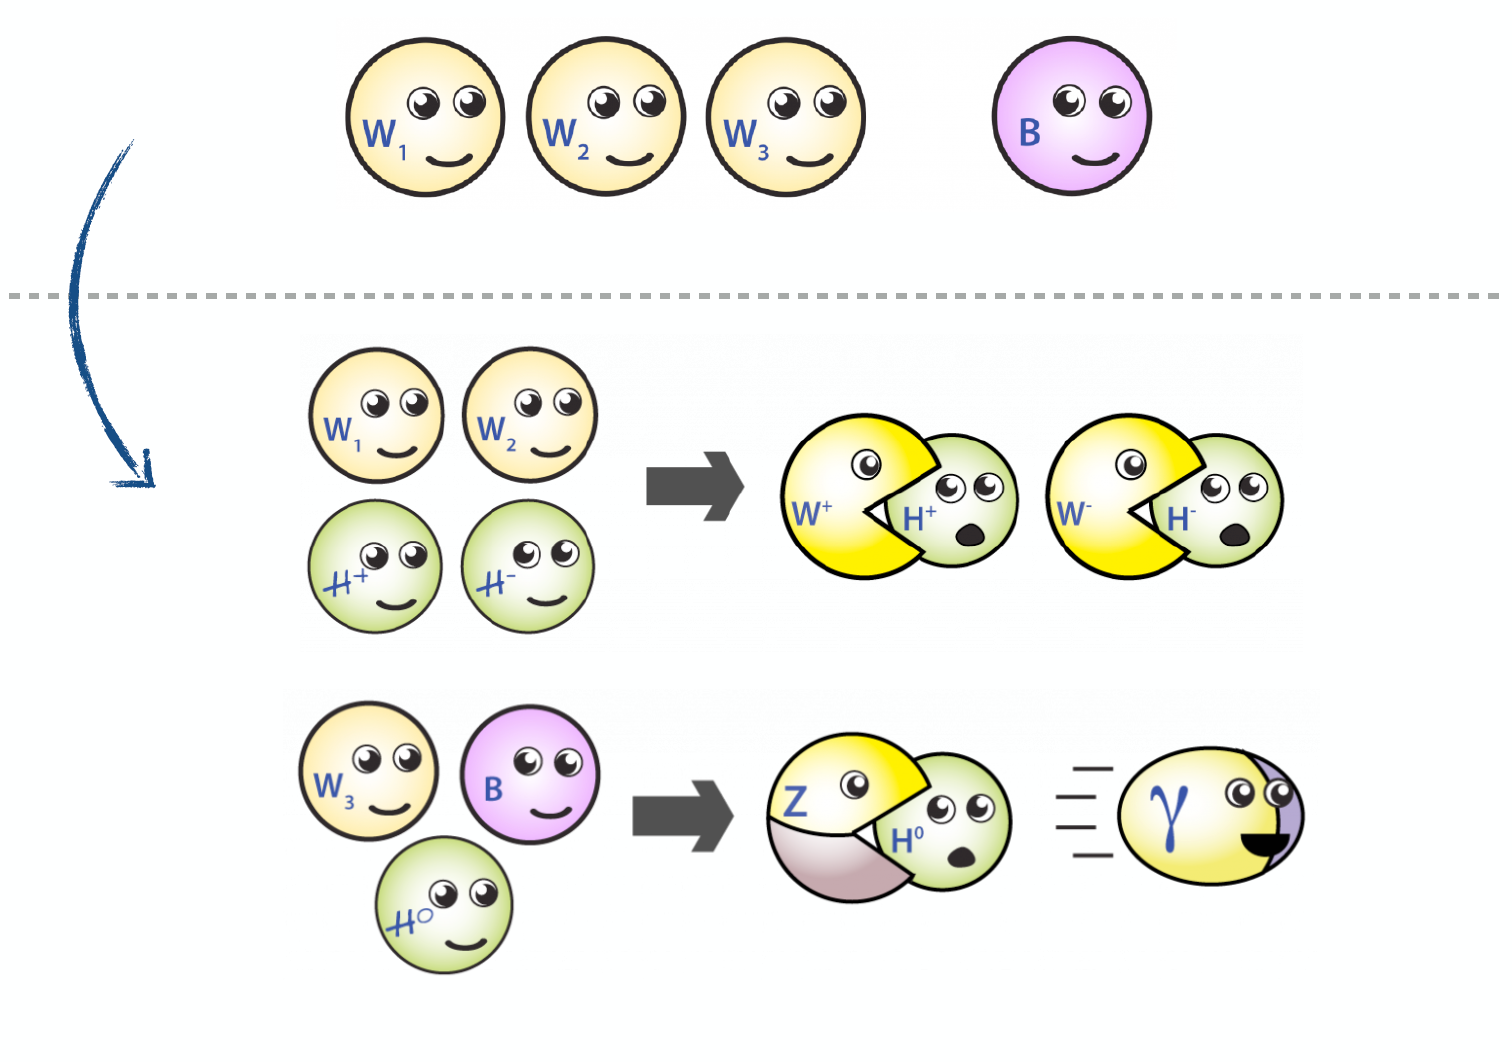 W₁ W₂ W₃ B
W₁ W₂
W⁺ H⁺ W⁻ H⁻
H⁺ H⁻
W₃ B
Z H⁰ γ
H⁰